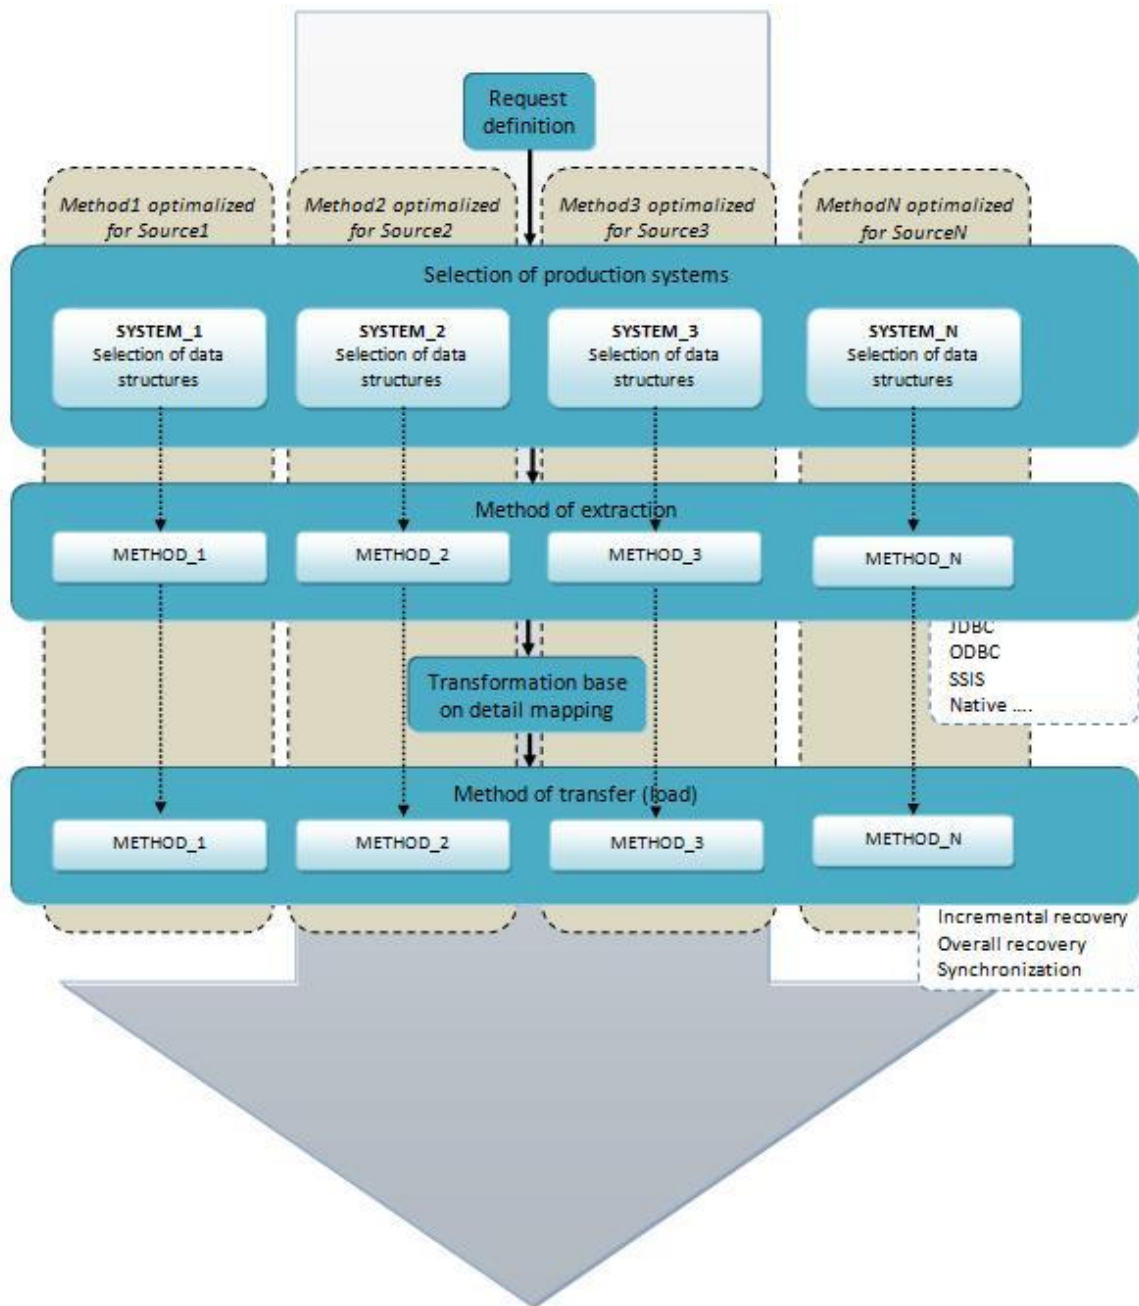 Request
definition
Method1 optimalized
for Source1
Method2 optimalized
for Source2
Method3 optimalized
for Source3
MethodN optimalized
for SourceN
Selection of production systems
SYSTEM_1
Selection of data
structures
SYSTEM_2
Selection of data
structures
SYSTEM_3
Selection of data
structures
SYSTEM_N
Selection of data
structures
Method of extraction
METHOD_1
METHOD_2
METHOD_3
METHOD_N
JDBC
ODBC
SSIS
Native ....
Transformation base
on detail mapping
Method of transfer (load)
METHOD_1
METHOD_2
METHOD_3
METHOD_N
Incremental recovery
Overall recovery
Synchronization